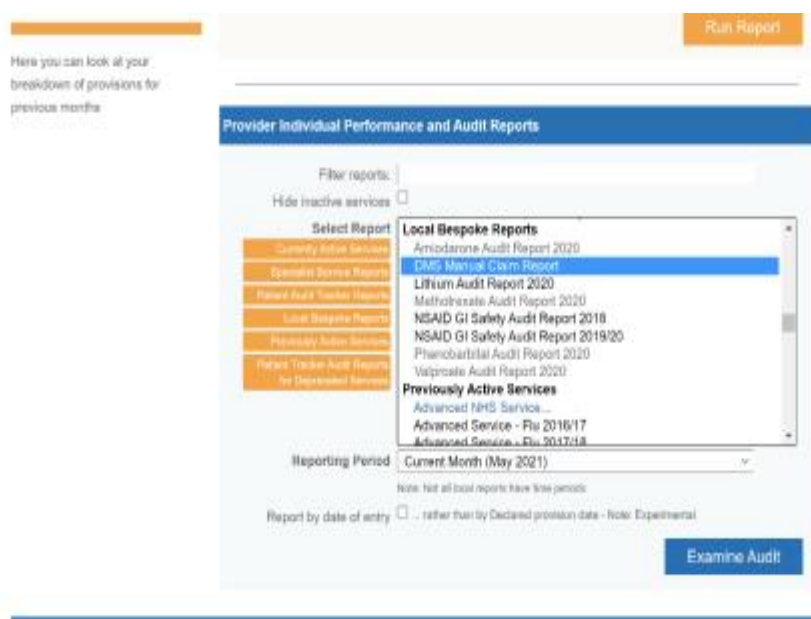 Run Report
Here you can look at your
breakdown of provisions for
previous months
Provider Individual Performance and Audit Reports
Filter reports:
Hide inactive services
Select Report
Currently Active Services
Specialist Service Reports
Patient Audit Tracker Reports
Local Bespoke Reports
Previously Active Services
Patient Tracker Audit Reports
for Deprecated Services
Local Bespoke Reports
Amiodarone Audit Report 2020
DMS Manual Claim Report
Lithium Audit Report 2020
Methotrexate Audit Report 2020
NSAID GI Safety Audit Report 2018
NSAID GI Safety Audit Report 2019/20
Phenobarbital Audit Report 2020
Valproate Audit Report 2020
Previously Active Services
Advanced NHS Service...
Advanced Service - Flu 2016/17
Advanced Service - Flu 2017/18
Reporting Period
Current Month (May 2021)
Note: Not all local reports have time periods
Report by date of entry
... rather than by Declared provision date - Note: Experimental
Examine Audit